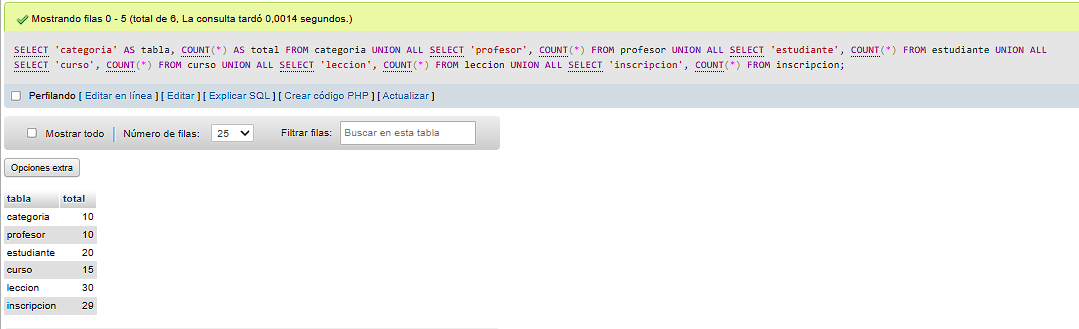 Mostrando filas 0 - 5 (total de 6, La consulta tardó 0,0014 segundos.)
SELECT 'categoria' AS tabla, COUNT(*) AS total FROM categoria UNION ALL SELECT 'profesor', COUNT(*) FROM profesor UNION ALL SELECT 'estudiante', COUNT(*) FROM estudiante UNION ALL
SELECT 'curso', COUNT(*) FROM curso UNION ALL SELECT 'leccion', COUNT(*) FROM leccion UNION ALL SELECT 'inscripcion', COUNT(*) FROM inscripcion;
Perfilando [ Editar en línea ] [ Editar ] [ Explicar SQL ] [ Crear código PHP ] [ Actualizar ]
Mostrar todo Número de filas: 25 Filtrar filas: Buscar en esta tabla
Opciones extra
tabla total
categoria 10
profesor 10
estudiante 20
curso 15
leccion 30
inscripcion 29